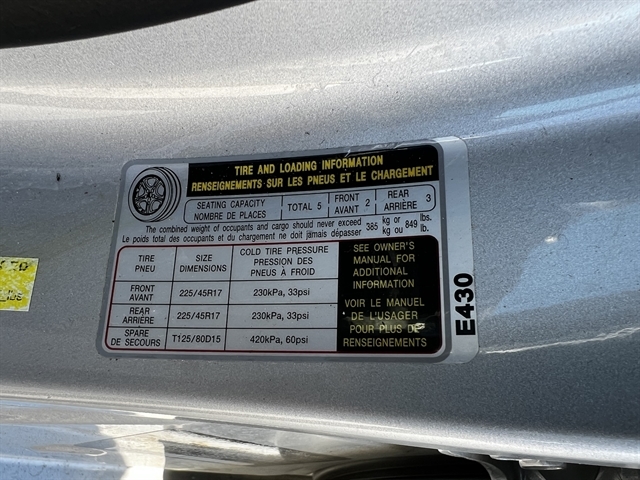 TIRE AND LOADING INFORMATION
RENSEIGNEMENTS SUR LES PNEUS ET LE CHARGEMENT
SEATING CAPACITY
NOMBRE DE PLACES
TOTAL 5
FRONT
AVANT 2
REAR
ARRIÈRE 3
The combined weight of occupants and cargo should never exceed 385 kg or 849 lbs.
Le poids total des occupants et du chargement ne doit jamais dépasser 385 kg ou 849 lb.
TIRE
PNEU
SIZE
DIMENSIONS
COLD TIRE PRESSURE
PRESSION DES
PNEUS À FROID
FRONT
AVANT
225/45R17
230kPa, 33psi
REAR
ARRIÈRE
225/45R17
230kPa, 33psi
SPARE
DE SECOURS
T125/80D15
420kPa, 60psi
SEE OWNER'S
MANUAL FOR
ADDITIONAL
INFORMATION
VOIR LE MANUEL
DE L'USAGER
POUR PLUS DE
RENSEIGNEMENTS
E430
lbs